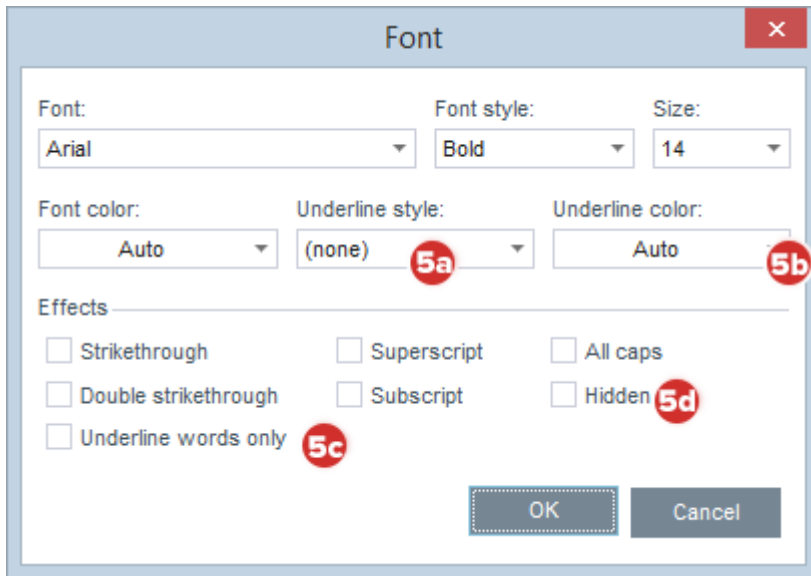 Font
Font: Font style: Size:
Arial Bold 14
Font color: Underline style: Underline color:
Auto (none) 5a Auto 5b
Effects
Strikethrough Superscript All caps
Double strikethrough Subscript Hidden 5d
Underline words only 5c
OK Cancel